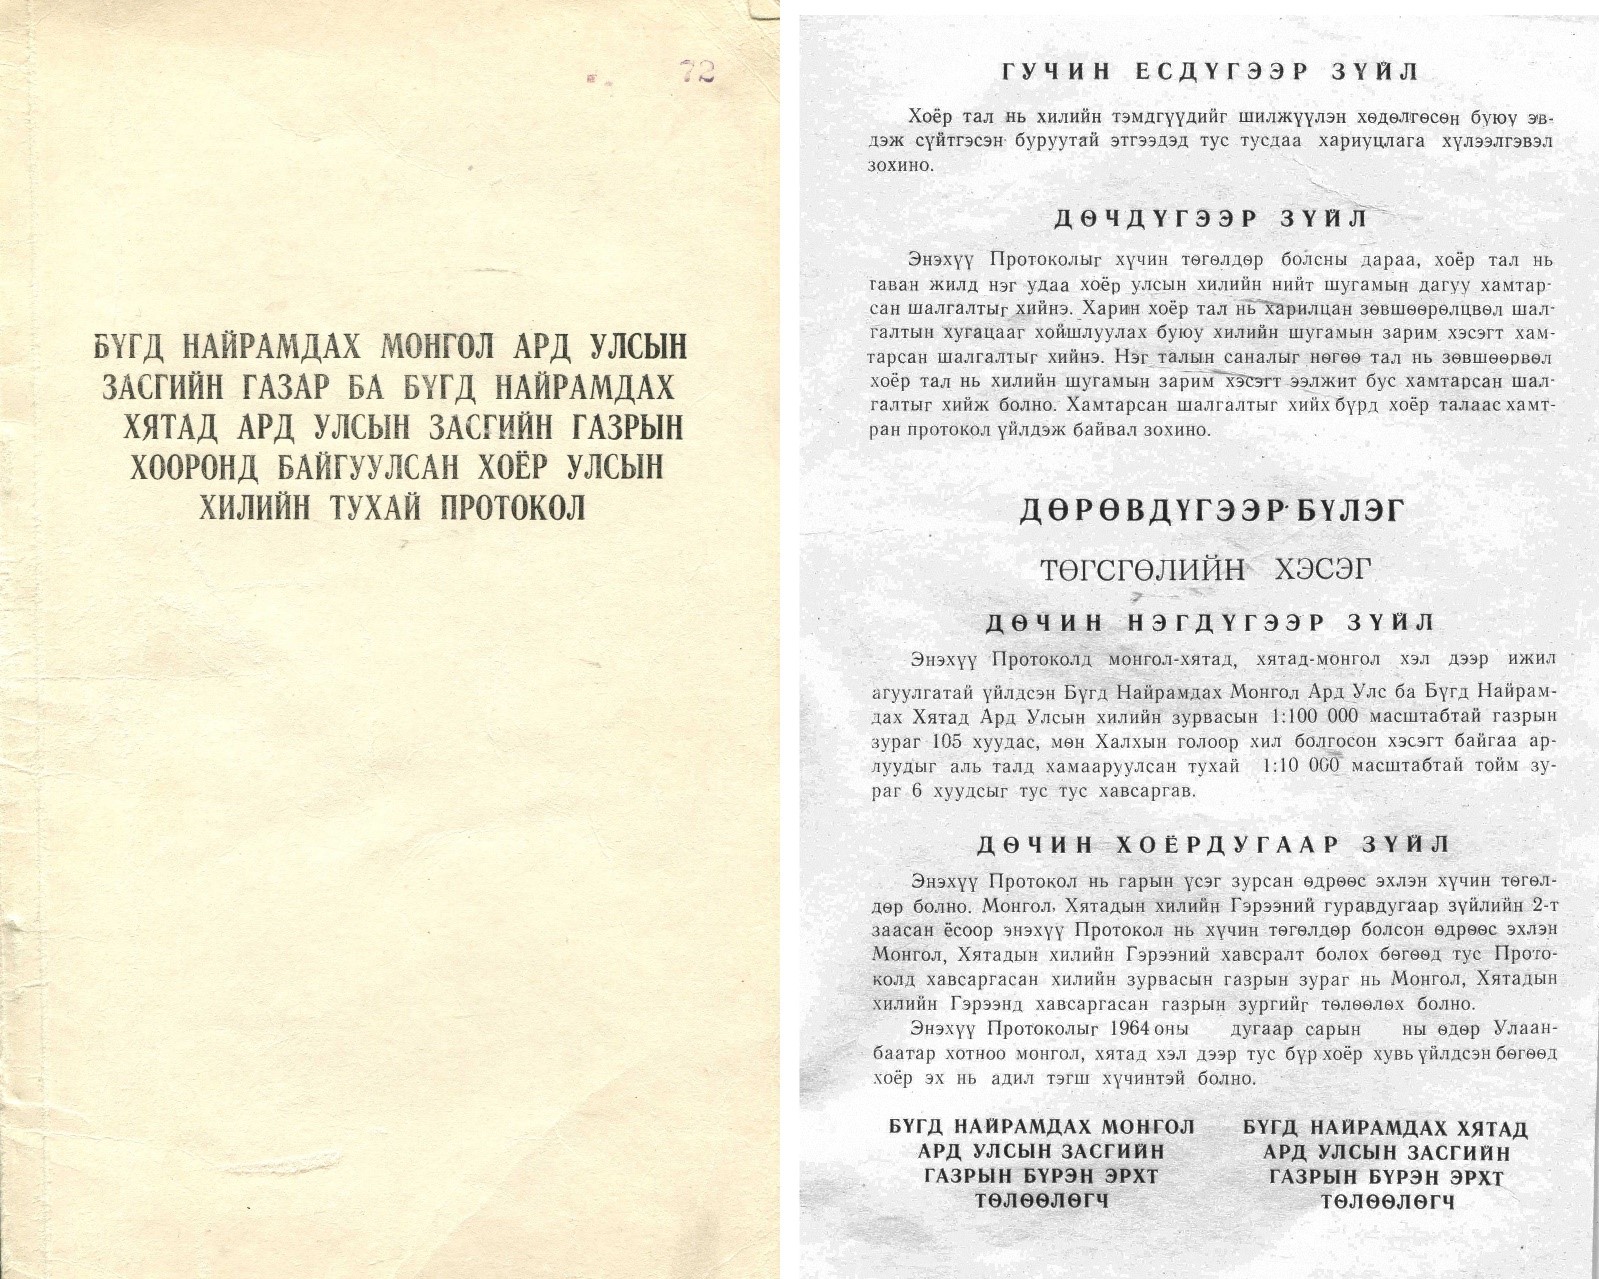 72
БҮГД НАЙРАМДАХ МОНГОЛ АРД УЛСЫН
ЗАСГИЙН ГАЗАР БА БҮГД НАЙРАМДАХ
ХЯТАД АРД УЛСЫН ЗАСГИЙН ГАЗРЫН
ХООРОНД БАЙГУУЛСАН ХОЁР УЛСЫН
ХИЛИЙН ТУХАЙ ПРОТОКОЛ
ГУЧИН ЕСДҮГЭЭР ЗҮЙЛ
Хоёр тал нь хилийн тэмдгүүдийг шилжүүлэн хөдөлгөсөн буюу эв-
дэж сүйтгэсэн буруутай этгээдэд тус тусдаа хариуцлага хүлээлгэвэл
зохино.
ДӨЧДҮГЭЭР ЗҮЙЛ
Энэхүү Протоколыг хүчин төгөлдөр болсны дараа, хоёр тал нь
таван жилд нэг удаа хоёр улсын хилийн нийт шугамын дагуу хамтар-
сан шалгалтыг хийнэ. Харин хоёр тал нь харилцан зөвшөөрөлцвөл шал-
галтын хугацааг хойшлуулах буюу хилийн шугамын зарим хэсэгт хам-
тарсан шалгалтыг хийнэ. Нэг талын саналыг нөгөө тал нь зөвшөөрвөл
хоёр тал нь хилийн шугамын зарим хэсэгт ээлжит бус хамтарсан шал-
галтыг хийж болно. Хамтарсан шалгалтыг хийх бүрд хоёр талаас хамт-
ран протокол үйлдэж байвал зохино.
ДӨРӨВДҮГЭЭР БҮЛЭГ
ТӨГСГӨЛИЙН ХЭСЭГ
ДӨЧИН НЭГДҮГЭЭР ЗҮЙЛ
Энэхүү Протоколд монгол-хятад, хятад-монгол хэл дээр ижил
агуулгатай үйлдсэн Бүгд Найрамдах Монгол Ард Улс ба Бүгд Найрам-
дах Хятад Ард Улсын хилийн зурвасын 1:100 000 масштабтай газрын
зураг 105 хуудас, мөн Халхын голоор хил болгосон хэсэгт байгаа ар-
луудыг аль талд хамааруулсан тухай 1:10 000 масштабтай тойм зу-
раг 6 хуудсыг тус тус хавсаргав.
ДӨЧИН ХОЁРДУГААР ЗҮЙЛ
Энэхүү Протокол нь гарын үсэг зурсан өдрөөс эхлэн хүчин төгөл-
дөр болно. Монгол, Хятадын хилийн Гэрээний гуравдугаар зүйлийн 2-т
заасан ёсоор энэхүү Протокол нь хүчин төгөлдөр болсон өдрөөс эхлэн
Монгол, Хятадын хилийн Гэрээний хавсралт болох бөгөөд тус Прото-
колд хавсаргасан хилийн зурвасын газрын зураг нь Монгол, Хятадын
хилийн Гэрээнд хавсаргасан газрын зургийг төлөөлөх болно.
Энэхүү Протоколыг 1964 оны дугаар сарын ны өдөр Улаан-
баатар хотноо монгол, хятад хэл дээр тус бүр хоёр хувь үйлдсэн бөгөөд
хоёр эх нь адил тэгш хүчинтэй болно.
БҮГД НАЙРАМДАХ МОНГОЛ
АРД УЛСЫН ЗАСГИЙН
ГАЗРЫН БҮРЭН ЭРХТ
ТӨЛӨӨЛӨГЧ
БҮГД НАЙРАМДАХ ХЯТАД
АРД УЛСЫН ЗАСГИЙН
ГАЗРЫН БҮРЭН ЭРХТ
ТӨЛӨӨЛӨГЧ